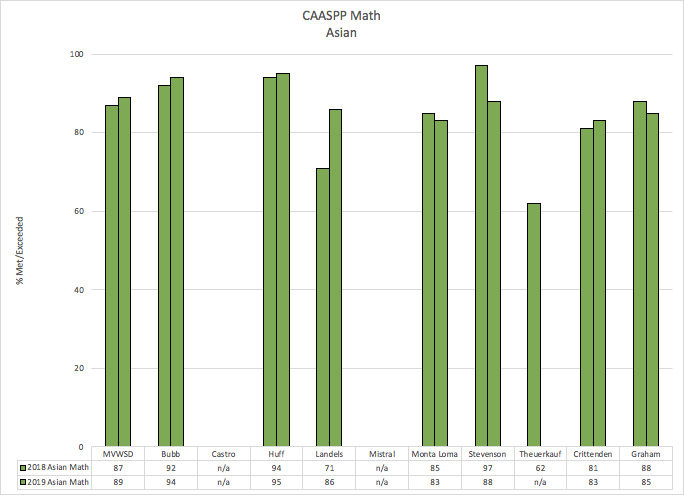 CAASPP Math
Asian
% Met/Exceeded
100
80
60
40
20
0
MVWSD Bubb Castro Huff Landels Mistral Monta Loma Stevenson Theuerkauf Crittenden Graham
2018 Asian Math 87 92 n/a 94 71 n/a 85 97 62 81 88
2019 Asian Math 89 94 n/a 95 86 n/a 83 88 n/a 83 85